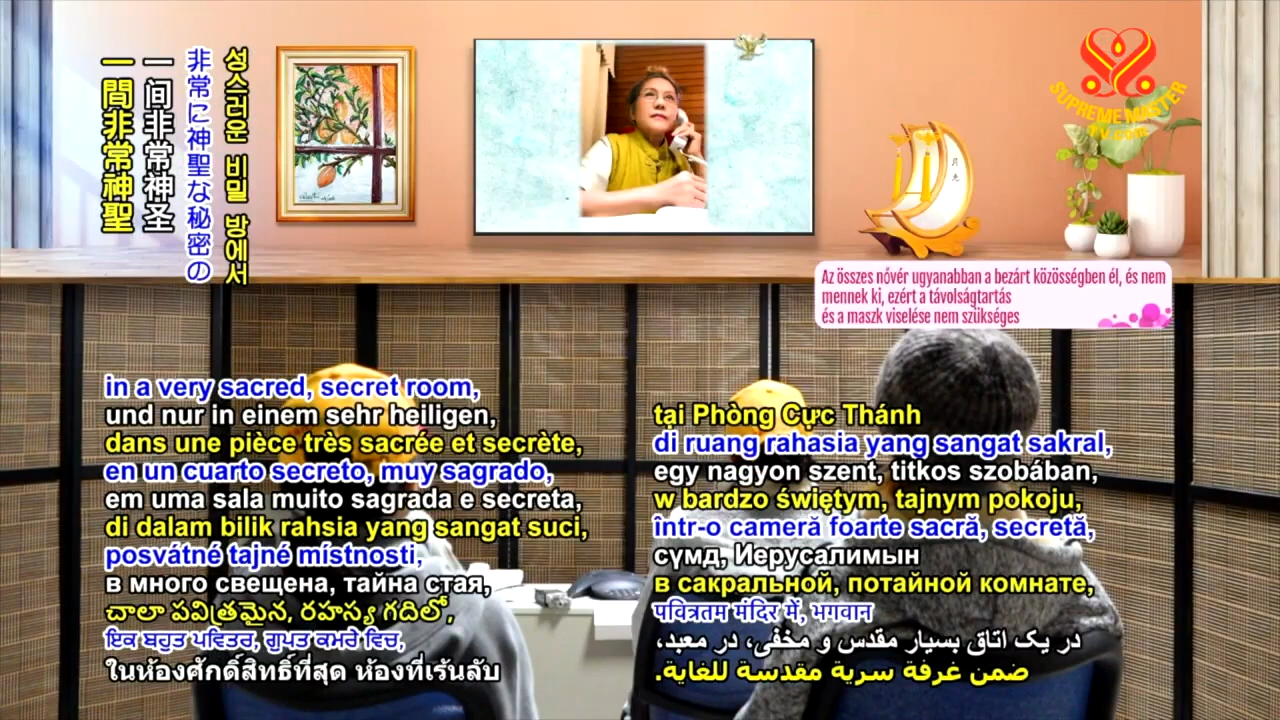 성스러운 비밀 방에서
非常に神聖な秘密の
一间非常神圣
一間非常神聖
SUPREME MASTER
TV.com
月光
Az összes nővér ugyanabban a bezárt közösségben él, és nem
mennek ki, ezért a távolságtartás
és a maszk viselése nem szükséges
in a very sacred, secret room,
und nur in einem sehr heiligen,
dans une pièce très sacrée et secrète,
en un cuarto secreto, muy sagrado,
em uma sala muito sagrada e secreta,
di dalam bilik rahsia yang sangat suci,
posvátné tajné místnosti,
в много свещена, тайна стая,
చాలా పవిత్రమైన, రహస్య గదిలో,
ਇਕ ਬਹੁਤ ਪਵਿਤਰ, ਗੁਪਤ ਕਮਰੇ ਵਿਚ,
ในห้องศักดิ์สิทธิ์ที่สุด ห้องที่เร้นลับ
tại Phòng Cực Thánh
di ruang rahasia yang sangat sakral,
egy nagyon szent, titkos szobában,
w bardzo świętym, tajnym pokoju,
într-o cameră foarte sacră, secretă,
сүмд, Иерусалимын
в сакральной, потайной комнате,
पवित्रतम मंदिर में, भगवान
در یک اتاق بسیار مقدس و مخفی، در معبد،
ضمن غرفة سرية مقدسة للغاية.